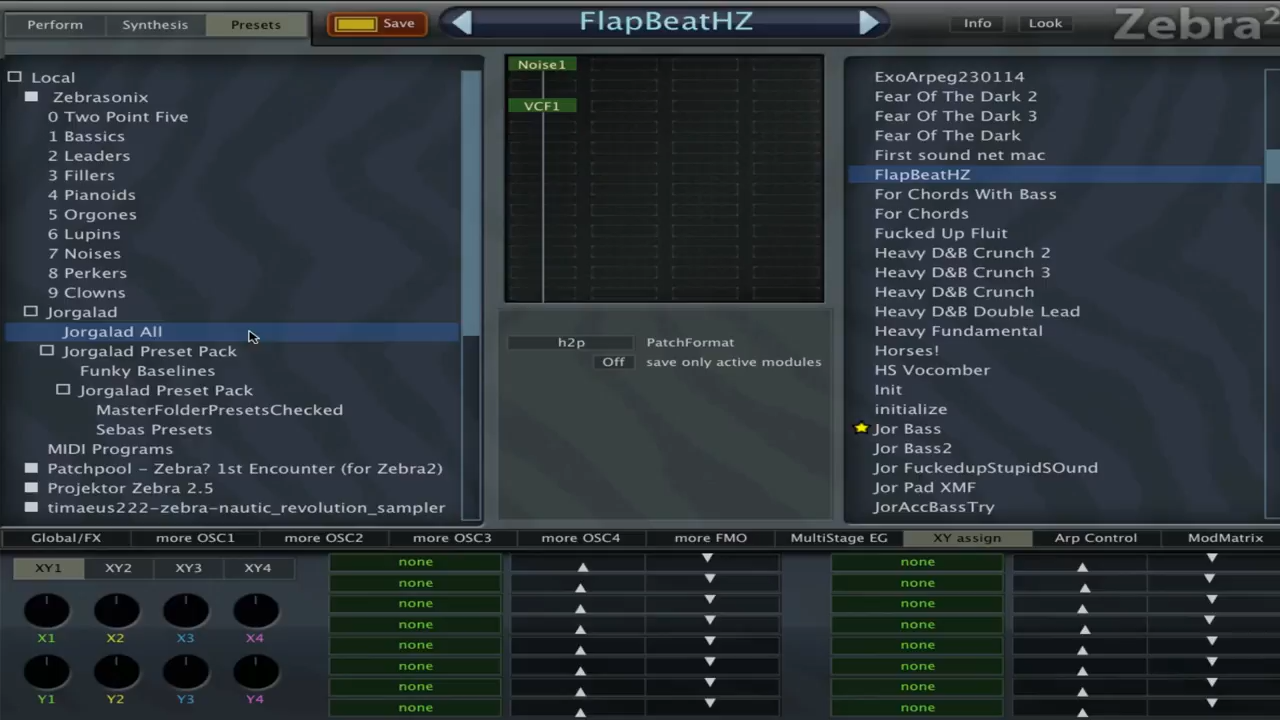 Perform Synthesis Presets Save FlapBeatHZ Info Look Zebra2
Local
Zebrasonix
0 Two Point Five
1 Bassics
2 Leaders
3 Fillers
4 Pianoids
5 Orgones
6 Lupins
7 Noises
8 Perkers
9 Clowns
Jorgalad
Jorgalad All
Jorgalad Preset Pack
Funky Baselines
Jorgalad Preset Pack
MasterFolderPresetsChecked
Sebas Presets
MIDI Programs
Patchpool – Zebra? 1st Encounter (for Zebra2)
Projektor Zebra 2.5
timaeus222-zebra-nautic_revolution_sampler
Noise1
VCF1
h2p PatchFormat
Off save only active modules
ExoArpeg230114
Fear Of The Dark 2
Fear Of The Dark 3
Fear Of The Dark
First sound net mac
FlapBeatHZ
For Chords With Bass
For Chords
Fucked Up Fluit
Heavy D&B Crunch 2
Heavy D&B Crunch 3
Heavy D&B Crunch
Heavy D&B Double Lead
Heavy Fundamental
Horses!
HS Vocomber
Init
initialize
Jor Bass
Jor Bass2
Jor FuckedupStupidSOund
Jor Pad XMF
JorAccBassTry
Global/FX more OSC1 more OSC2 more OSC3 more OSC4 more FMO MultiStage EG XY assign Arp Control ModMatrix
XY1 XY2 XY3 XY4
X1 X2 X3 X4
Y1 Y2 Y3 Y4
none none
none none
none none
none none
none none
none none
none none
none none